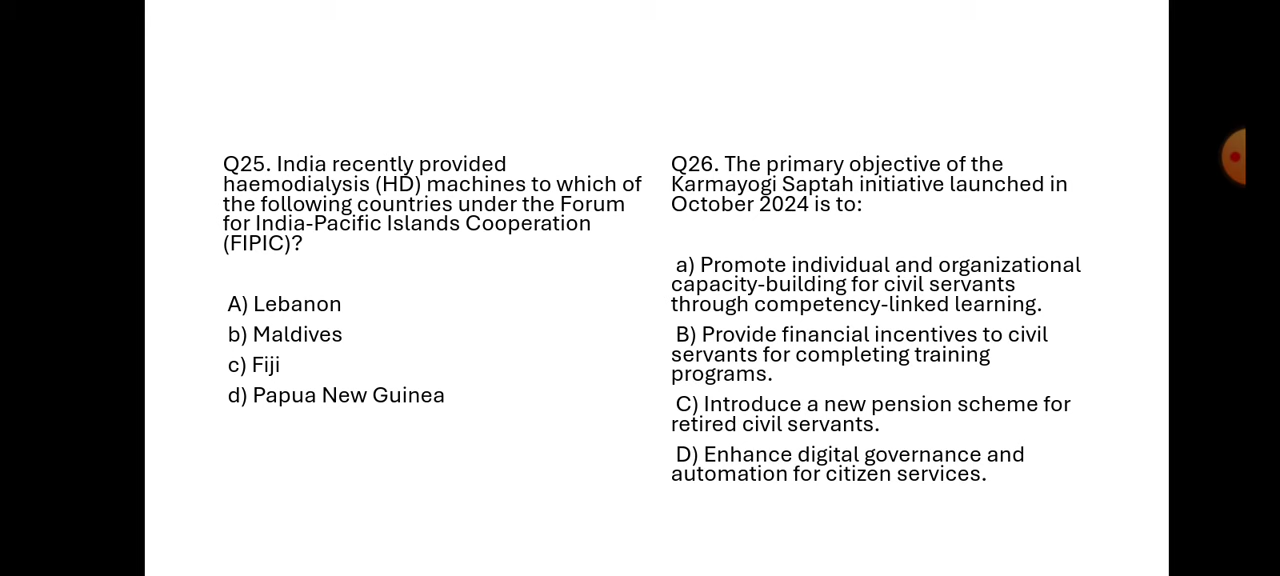 Q25. India recently provided
haemodialysis (HD) machines to which of
the following countries under the Forum
for India-Pacific Islands Cooperation
(FIPIC)?
A) Lebanon
b) Maldives
c) Fiji
d) Papua New Guinea
Q26. The primary objective of the
Karmayogi Saptah initiative launched in
October 2024 is to:
a) Promote individual and organizational
capacity-building for civil servants
through competency-linked learning.
B) Provide financial incentives to civil
servants for completing training
programs.
C) Introduce a new pension scheme for
retired civil servants.
D) Enhance digital governance and
automation for citizen services.